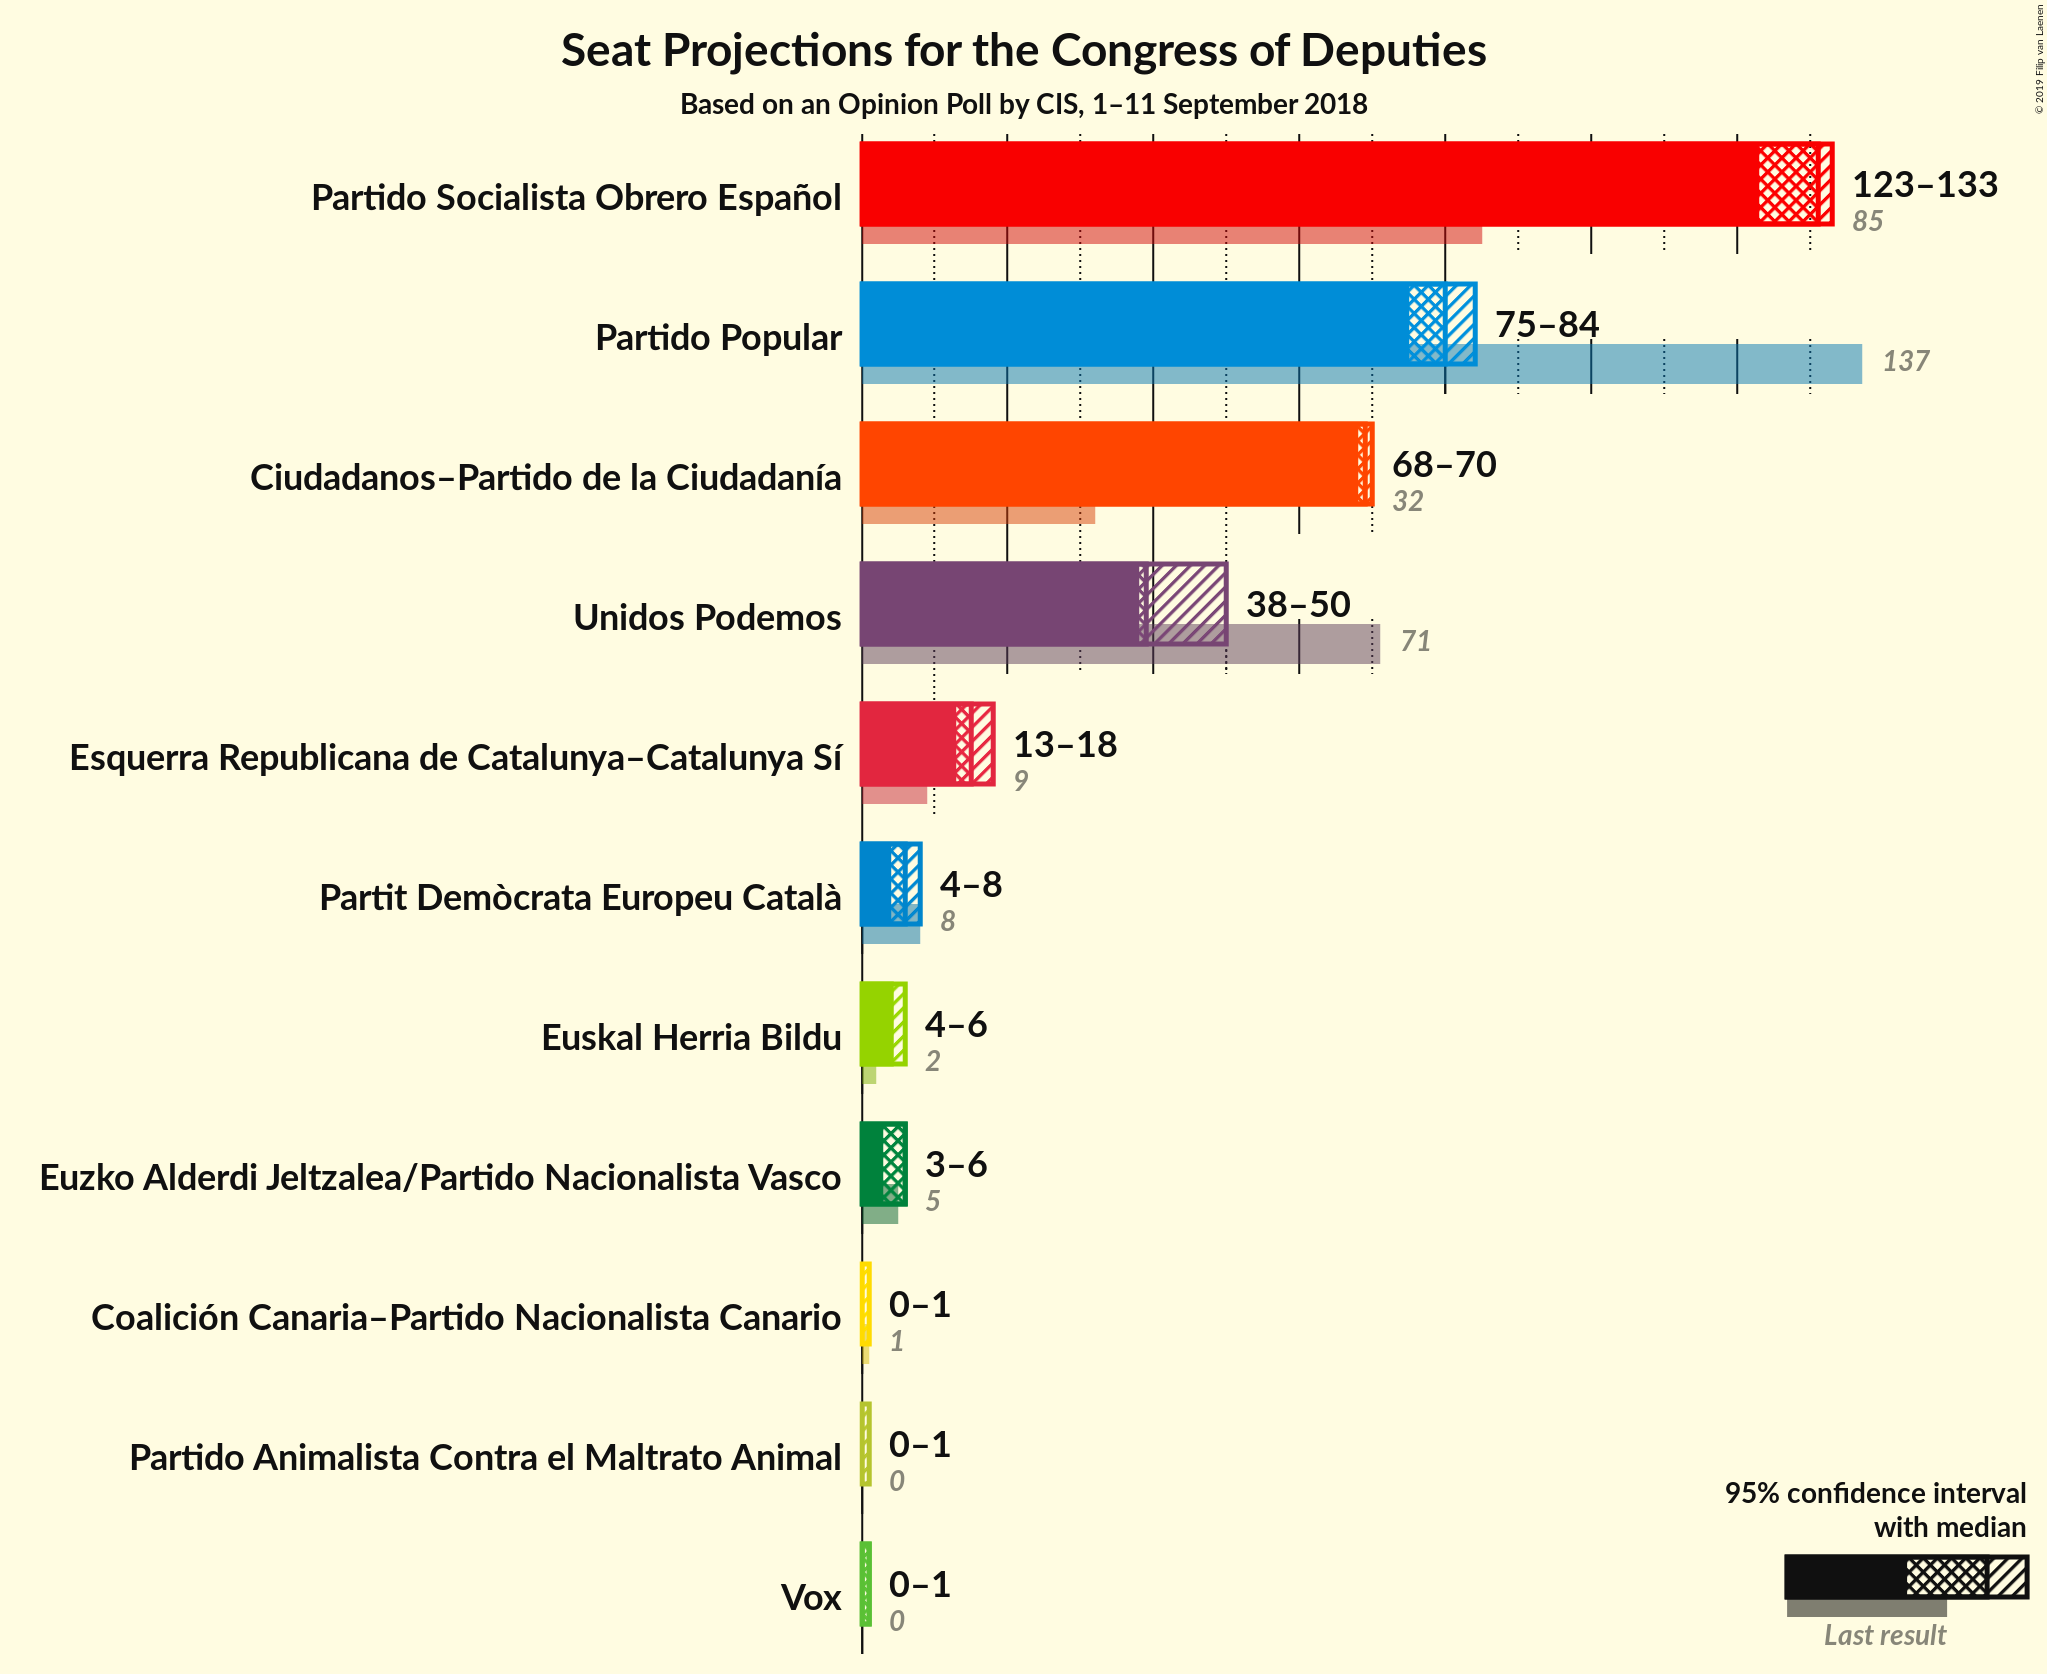 Seat Projections for the Congress of Deputies
Based on an Opinion Poll by CIS, 1–11 September 2018
© 2019 Filip van Laenen
Partido Socialista Obrero Español
123–133
85
Partido Popular
75–84
137
Ciudadanos–Partido de la Ciudadanía
68–70
32
Unidos Podemos
38–50
71
Esquerra Republicana de Catalunya–Catalunya Sí
13–18
9
Partit Demòcrata Europeu Català
4–8
8
Euskal Herria Bildu
4–6
2
Euzko Alderdi Jeltzalea/Partido Nacionalista Vasco
3–6
5
Coalición Canaria–Partido Nacionalista Canario
0–1
1
Partido Animalista Contra el Maltrato Animal
0–1
0
Vox
0–1
0
95% confidence interval
with median
Last result